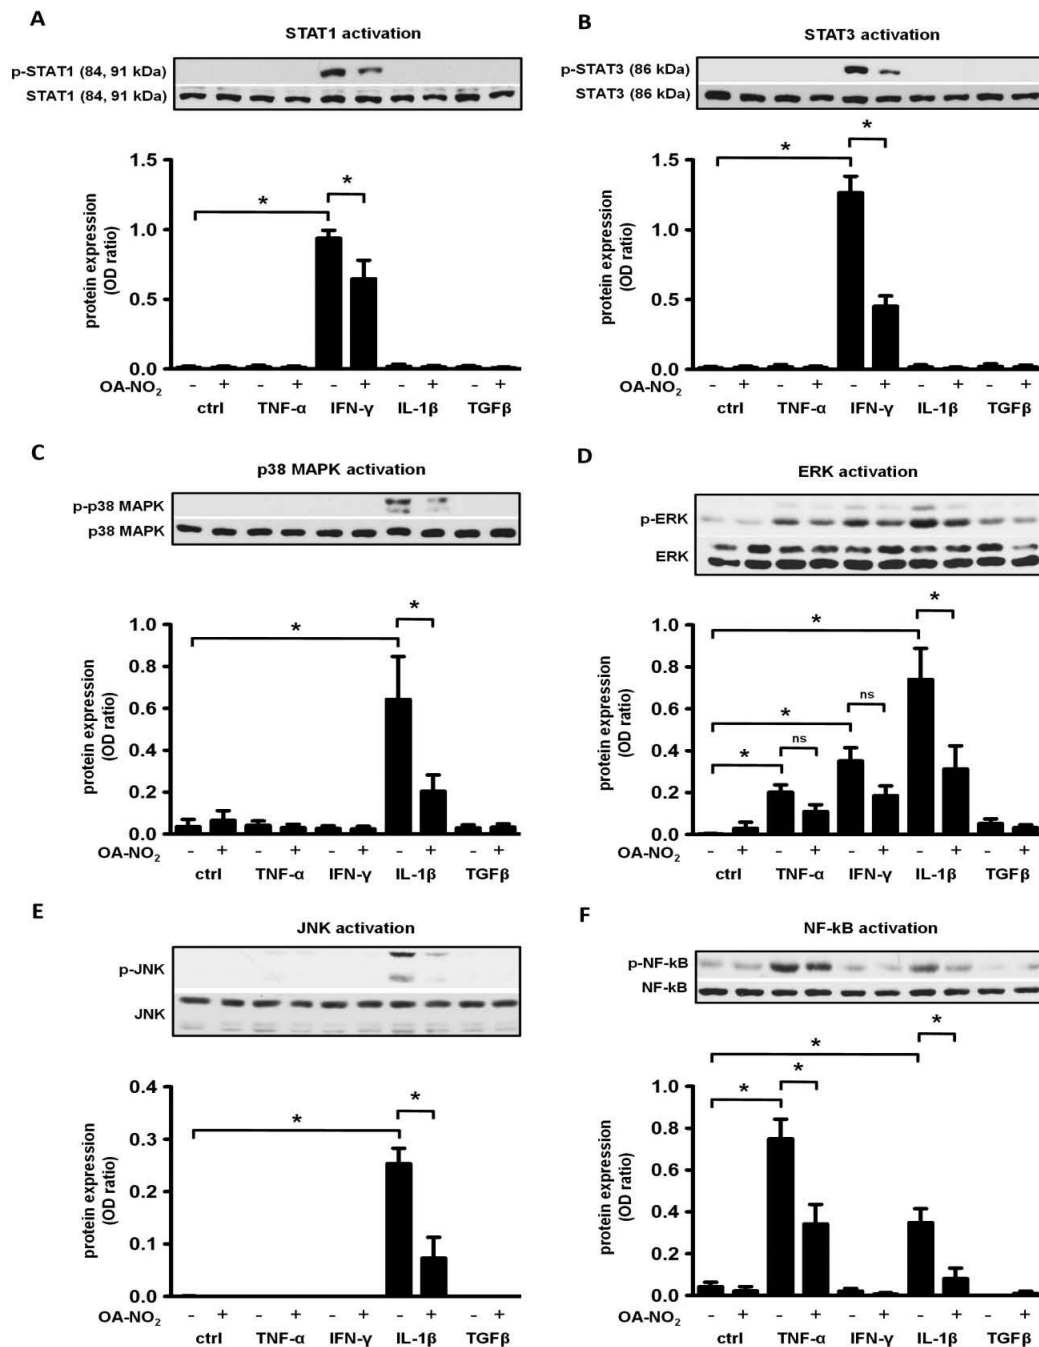 A
STAT1 activation
p-STAT1 (84, 91 kDa)
STAT1 (84, 91 kDa)
*
*
protein expression
(OD ratio)
1.5
1.0
0.5
0.0
OA-NO2 - + - + - + - + - +
ctrl TNF-α IFN-γ IL-1β TGFβ
B
STAT3 activation
p-STAT3 (86 kDa)
STAT3 (86 kDa)
*
*
protein expression
(OD ratio)
1.5
1.0
0.5
0.0
OA-NO2 - + - + - + - + - +
ctrl TNF-α IFN-γ IL-1β TGFβ
C
p38 MAPK activation
p-p38 MAPK
p38 MAPK
*
*
protein expression
(OD ratio)
1.0
0.8
0.6
0.4
0.2
0.0
OA-NO2 - + - + - + - + - +
ctrl TNF-α IFN-γ IL-1β TGFβ
D
ERK activation
p-ERK
ERK
*
*
ns
*
ns
*
protein expression
(OD ratio)
1.0
0.8
0.6
0.4
0.2
0.0
OA-NO2 - + - + - + - + - +
ctrl TNF-α IFN-γ IL-1β TGFβ
E
JNK activation
p-JNK
JNK
*
*
protein expression
(OD ratio)
0.4
0.3
0.2
0.1
0.0
OA-NO2 - + - + - + - + - +
ctrl TNF-α IFN-γ IL-1β TGFβ
F
NF-kB activation
p-NF-kB
NF-kB
*
*
*
*
protein expression
(OD ratio)
1.0
0.8
0.6
0.4
0.2
0.0
OA-NO2 - + - + - + - + - +
ctrl TNF-α IFN-γ IL-1β TGFβ